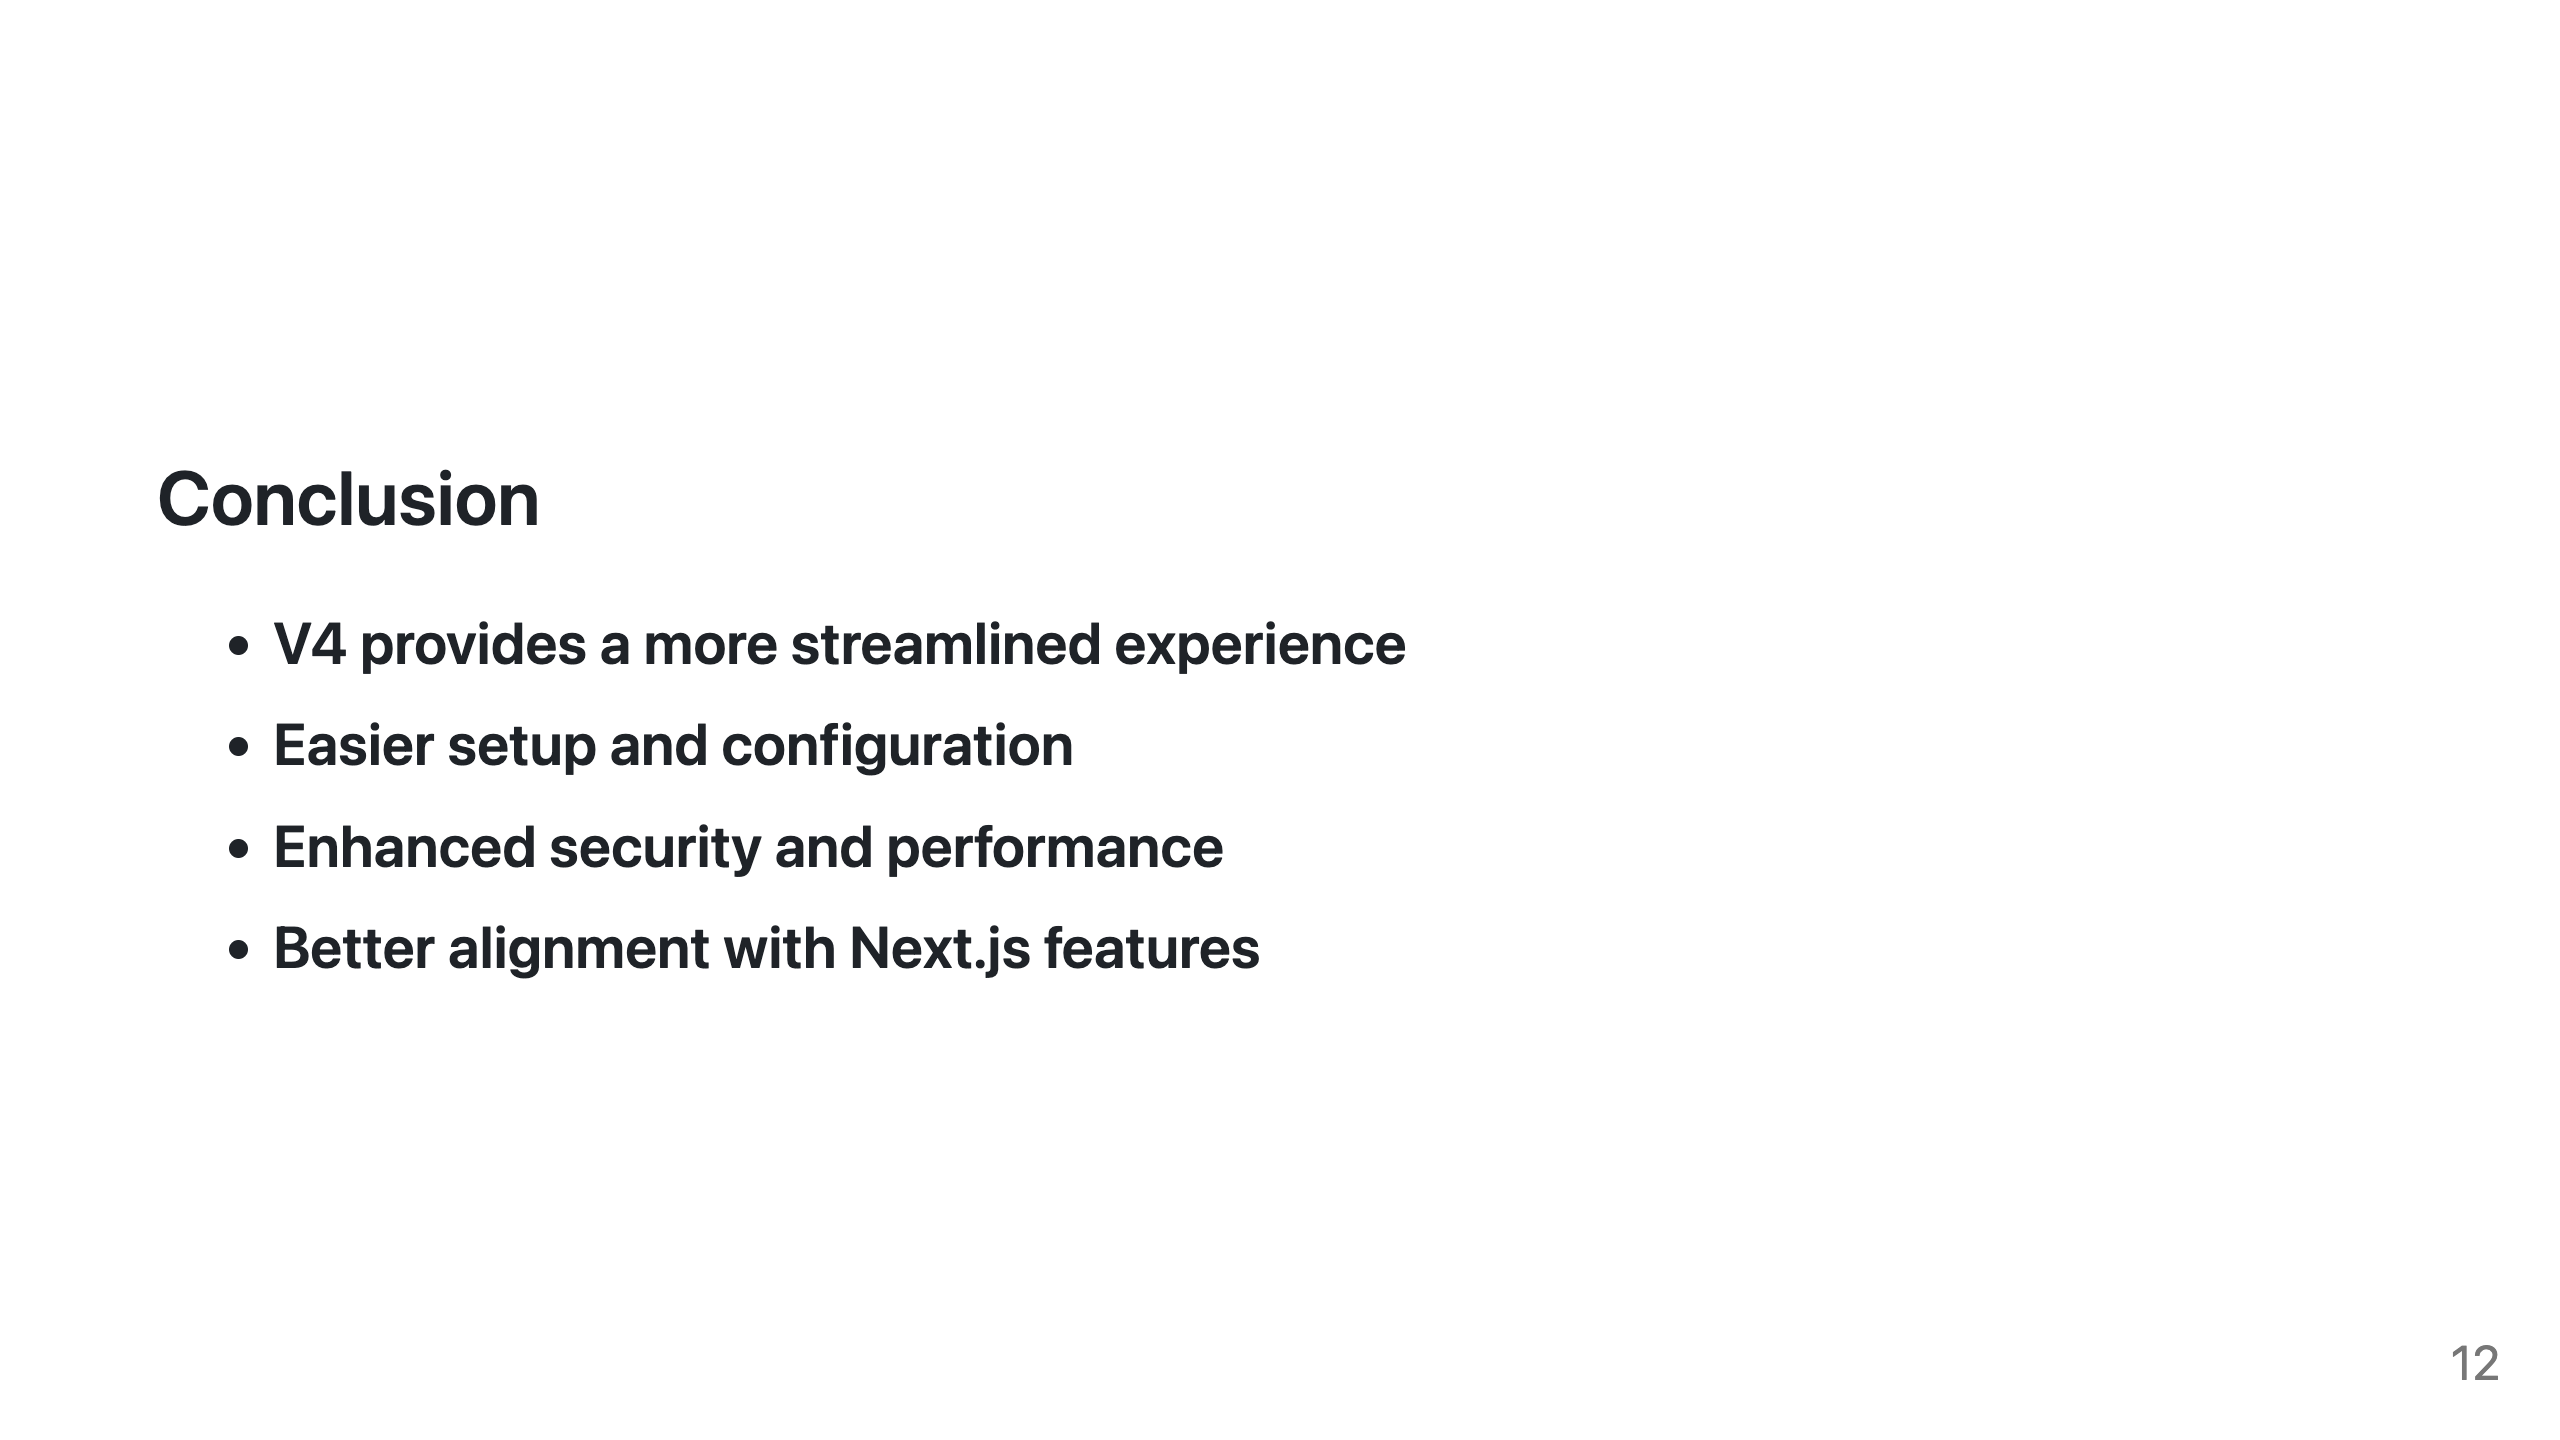 Conclusion
• V4 provides a more streamlined experience
• Easier setup and configuration
• Enhanced security and performance
• Better alignment with Next.js features
12